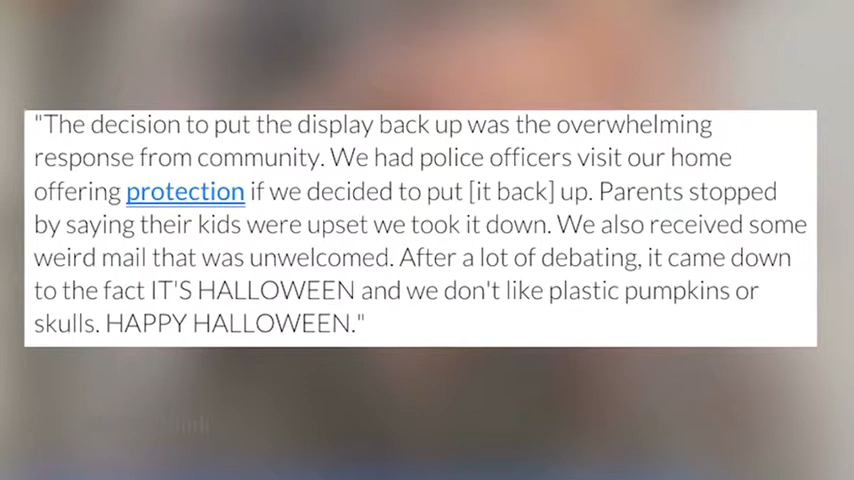 "The decision to put the display back up was the overwhelming
response from community. We had police officers visit our home
offering protection if we decided to put [it back] up. Parents stopped
by saying their kids were upset we took it down. We also received some
weird mail that was unwelcomed. After a lot of debating, it came down
to the fact IT'S HALLOWEEN and we don't like plastic pumpkins or
skulls. HAPPY HALLOWEEN."